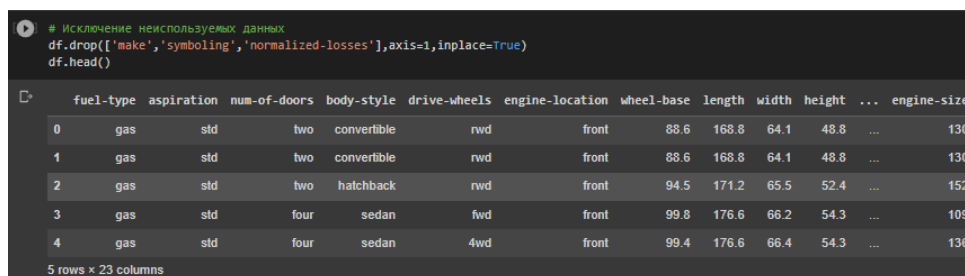 # Исключение неиспользуемых данных
df.drop(['make','symboling','normalized-losses'],axis=1,inplace=True)
df.head()
fuel-type aspiration num-of-doors body-style drive-wheels engine-location wheel-base length width height ... engine-size
0 gas std two convertible rwd front 88.6 168.8 64.1 48.8 ... 130
1 gas std two convertible rwd front 88.6 168.8 64.1 48.8 ... 130
2 gas std two hatchback rwd front 94.5 171.2 65.5 52.4 ... 152
3 gas std four sedan fwd front 99.8 176.6 66.2 54.3 ... 109
4 gas std four sedan 4wd front 99.4 176.6 66.4 54.3 ... 136
5 rows × 23 columns